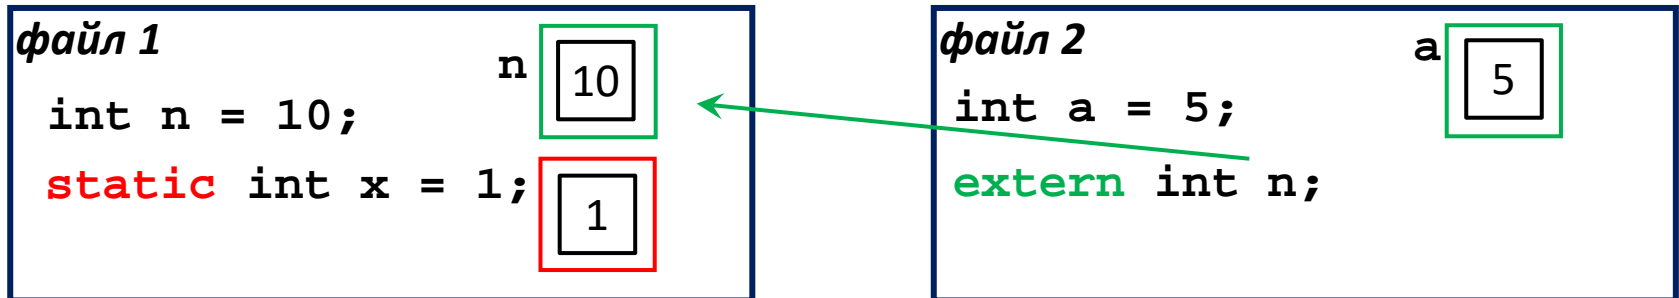 файл 1
n
10
int n = 10;
static int x = 1;
1
файл 2
a
5
int a = 5;
extern int n;